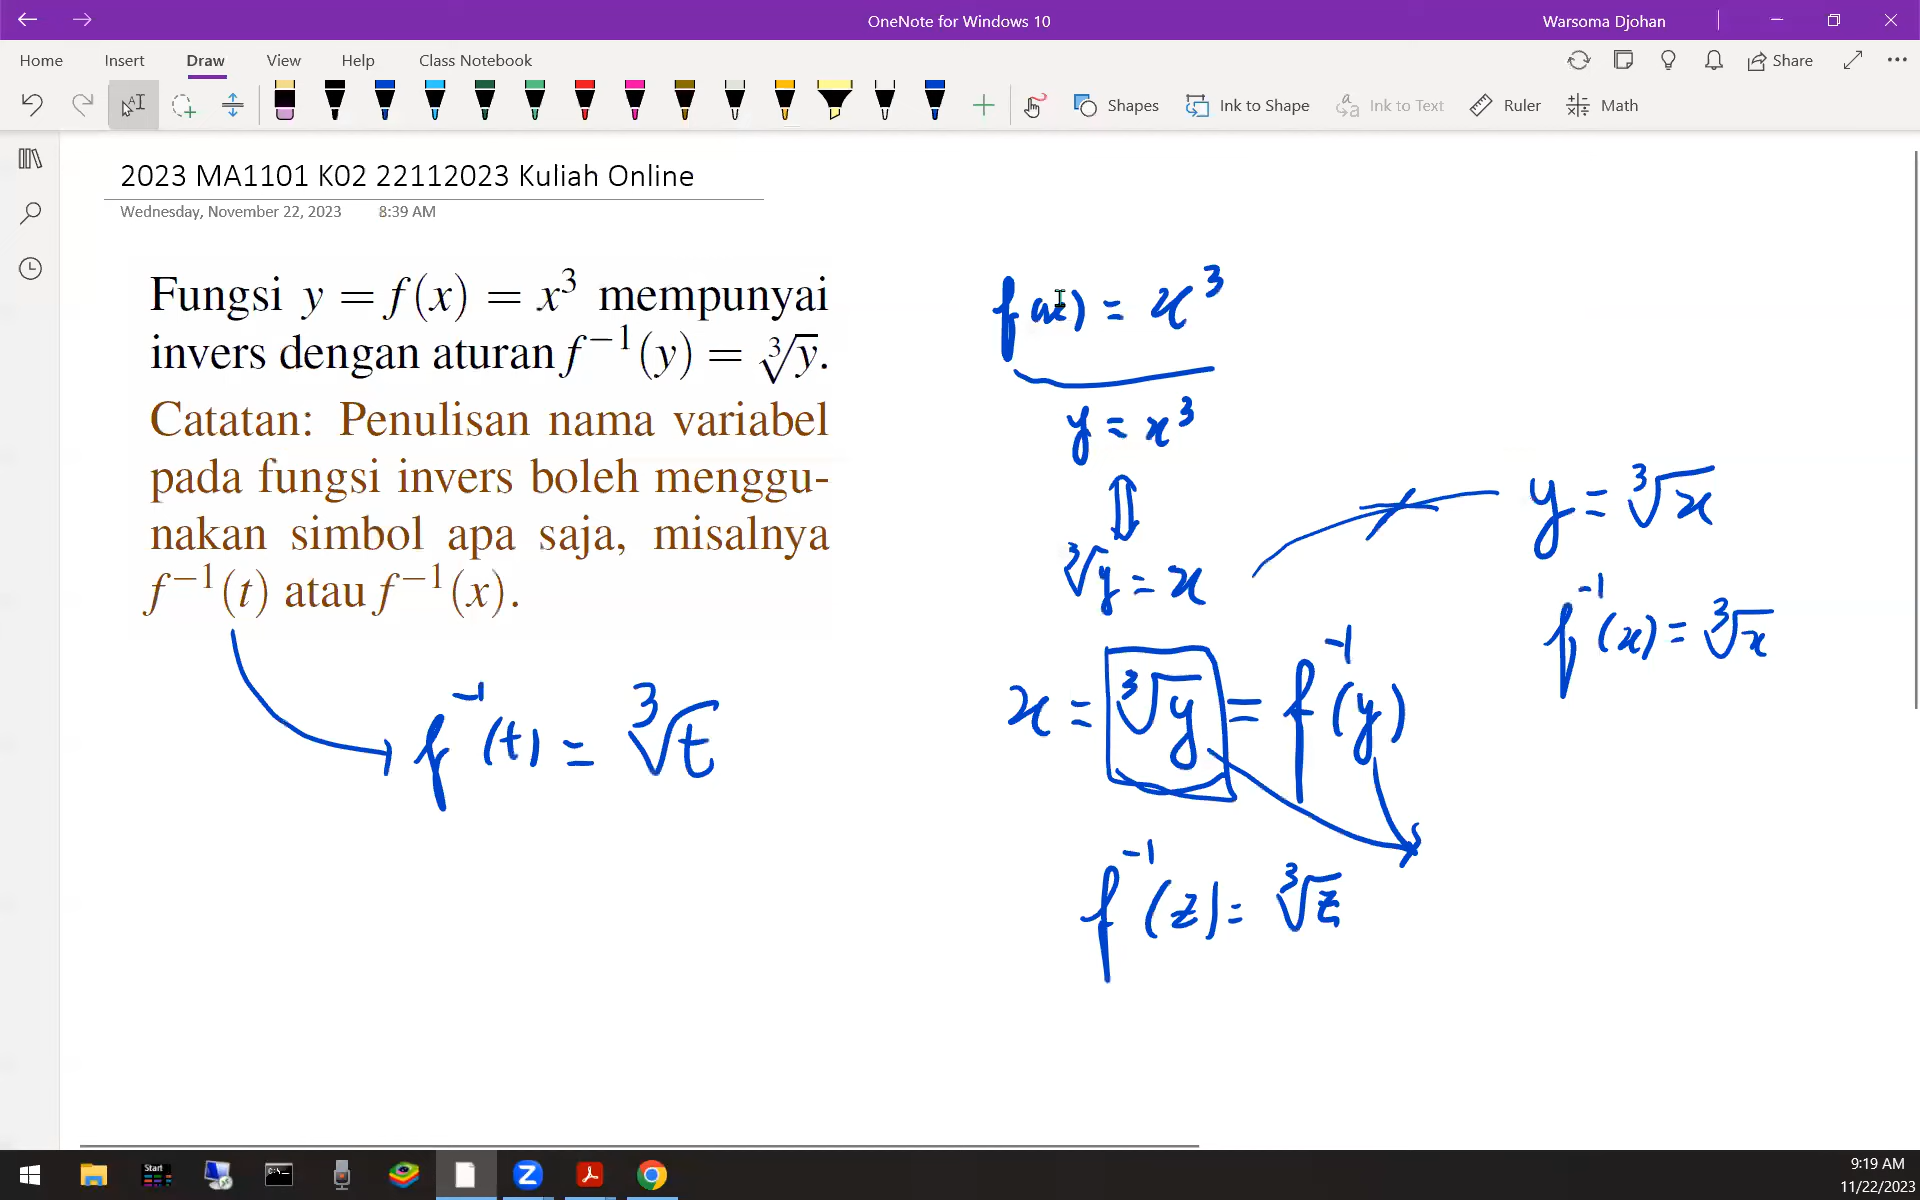 OneNote for Windows 10
Warsoma Djohan
Home Insert Draw View Help Class Notebook
Share
Shapes Ink to Shape Ink to Text Ruler Math
2023 MA1101 K02 22112023 Kuliah Online
Wednesday, November 22, 2023 8:39 AM
Fungsi y = f(x) = x³ mempunyai
invers dengan aturan f⁻¹(y) = ∛y.
Catatan: Penulisan nama variabel
pada fungsi invers boleh menggu-
nakan simbol apa saja, misalnya
f⁻¹(t) atau f⁻¹(x).
f⁻¹(t) = ∛t
f(x) = x³
y = x³
⇕
∛y = x
x = ∛y = f⁻¹(y)
f⁻¹(z) = ∛z
y = ∛x
f⁻¹(x) = ∛x
Start
9:19 AM
11/22/2023